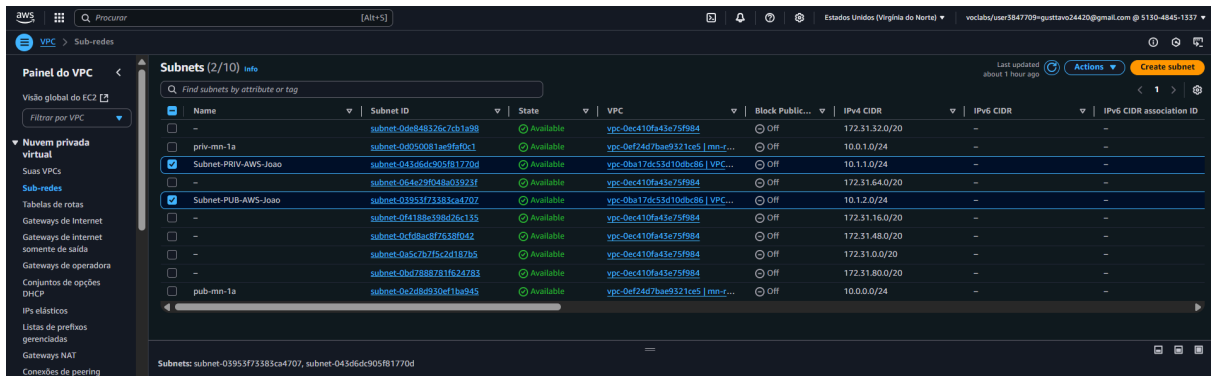 aws Procurar [Alt+S] Estados Unidos (Virgínia do Norte) voclabs/user3847709=gusttavo24420@gmail.com @ 5130-4845-1337
VPC > Sub-redes
Painel do VPC
Visão global do EC2
Filtrar por VPC
Nuvem privada virtual
Suas VPCs
Sub-redes
Tabelas de rotas
Gateways de Internet
Gateways de internet somente de saída
Gateways de operadora
Conjuntos de opções DHCP
IPs elásticos
Listas de prefixos gerenciadas
Gateways NAT
Conexões de peering
Subnets (2/10) Info Last updated about 1 hour ago Actions Create subnet
Find subnets by attribute or tag 1
Name Subnet ID State VPC Block Public... IPv4 CIDR IPv6 CIDR IPv6 CIDR association ID
– subnet-0de848326c7cb1a98 Available vpc-0ec410fa43e75f984 Off 172.31.32.0/20 – –
priv-mn-1a subnet-0d050081ae9faf0c1 Available vpc-0ef24d7bae9321ce5 | mn-r... Off 10.0.1.0/24 – –
Subnet-PRIV-AWS-Joao subnet-043d6dc905f81770d Available vpc-0ba17dc53d10dbc86 | VPC... Off 10.1.1.0/24 – –
– subnet-064e29f048a03923f Available vpc-0ec410fa43e75f984 Off 172.31.64.0/20 – –
Subnet-PUB-AWS-Joao subnet-03953f73383ca4707 Available vpc-0ba17dc53d10dbc86 | VPC... Off 10.1.2.0/24 – –
– subnet-0f4188e398d26c135 Available vpc-0ec410fa43e75f984 Off 172.31.16.0/20 – –
– subnet-0cfd8ac8f7638f042 Available vpc-0ec410fa43e75f984 Off 172.31.48.0/20 – –
– subnet-0a5c7b7f5c2d187b5 Available vpc-0ec410fa43e75f984 Off 172.31.0.0/20 – –
– subnet-0bd7888781f624783 Available vpc-0ec410fa43e75f984 Off 172.31.80.0/20 – –
pub-mn-1a subnet-0e2d8d930ef1ba945 Available vpc-0ef24d7bae9321ce5 | mn-r... Off 10.0.0.0/24 – –
Subnets: subnet-03953f73383ca4707, subnet-043d6dc905f81770d